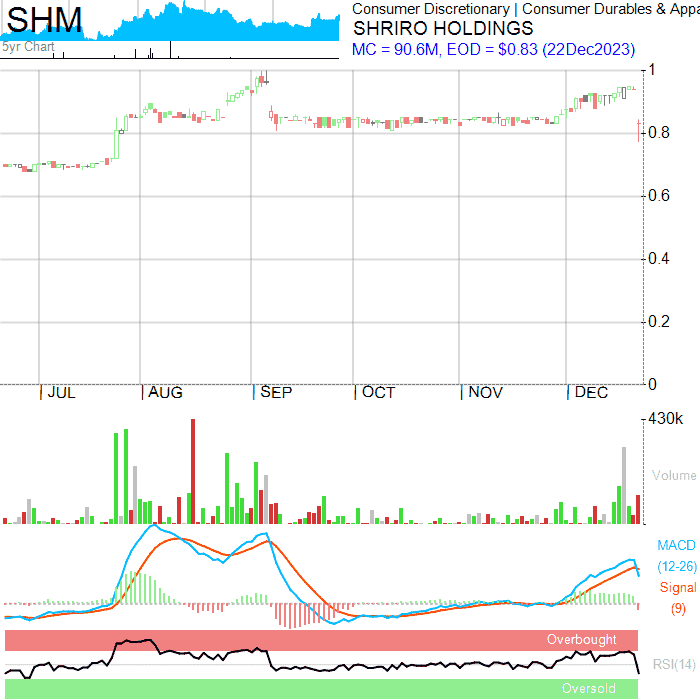 SHM
5yr Chart
Consumer Discretionary | Consumer Durables & Appa
SHRIRO HOLDINGS
MC = 90.6M, EOD = $0.83 (22Dec2023)
1
0.8
0.6
0.4
0.2
0
JUL
AUG
SEP
OCT
NOV
DEC
430k
Volume
MACD
(12-26)
Signal
(9)
Overbought
RSI(14)
Oversold